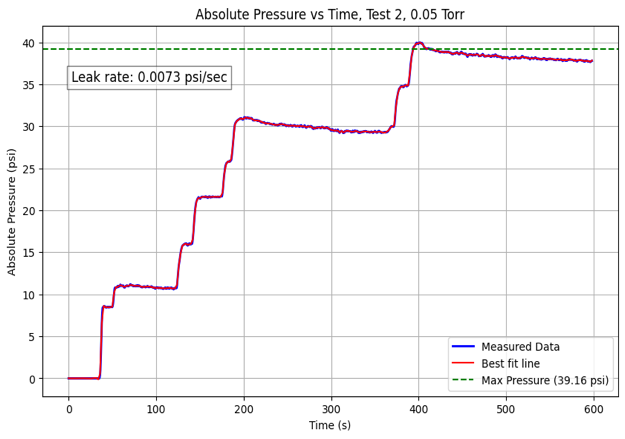 Absolute Pressure vs Time, Test 2, 0.05 Torr
Absolute Pressure (psi)
40
35
30
25
20
15
10
5
0
Leak rate: 0.0073 psi/sec
Measured Data
Best fit line
Max Pressure (39.16 psi)
0 100 200 300 400 500 600
Time (s)